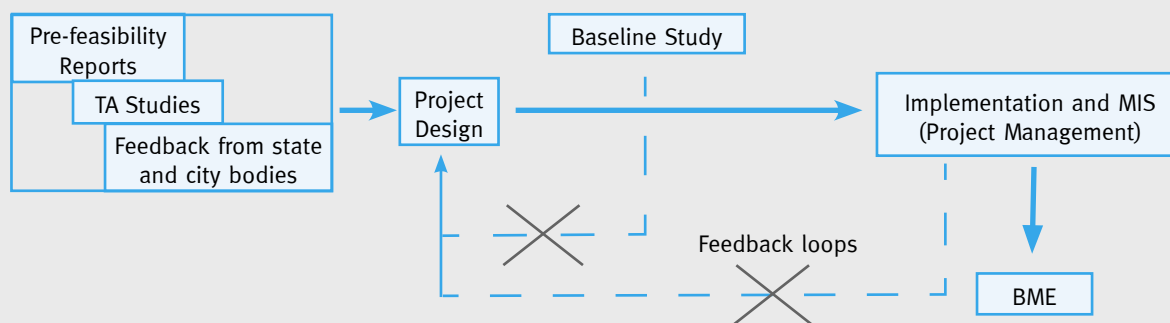 Pre-feasibility
Reports
TA Studies
Feedback from state
and city bodies
Project
Design
Baseline Study
Implementation and MIS
(Project Management)
Feedback loops
BME